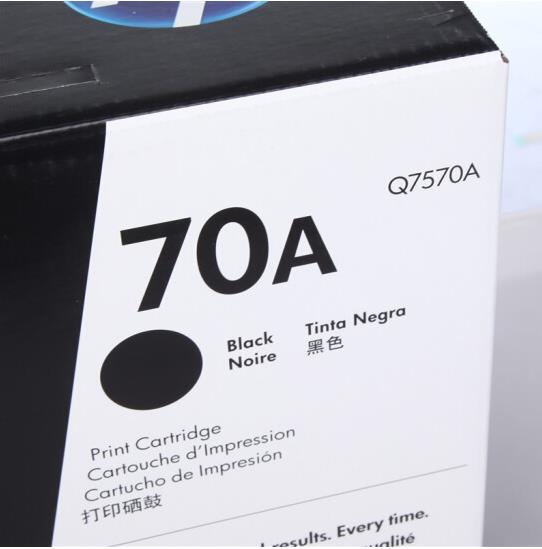 Q7570A
70A
Black Tinta Negra
Noire 黑色
Print Cartridge
Cartouche d'Impression
Cartucho de Impresión
打印硒鼓
results. Every time.